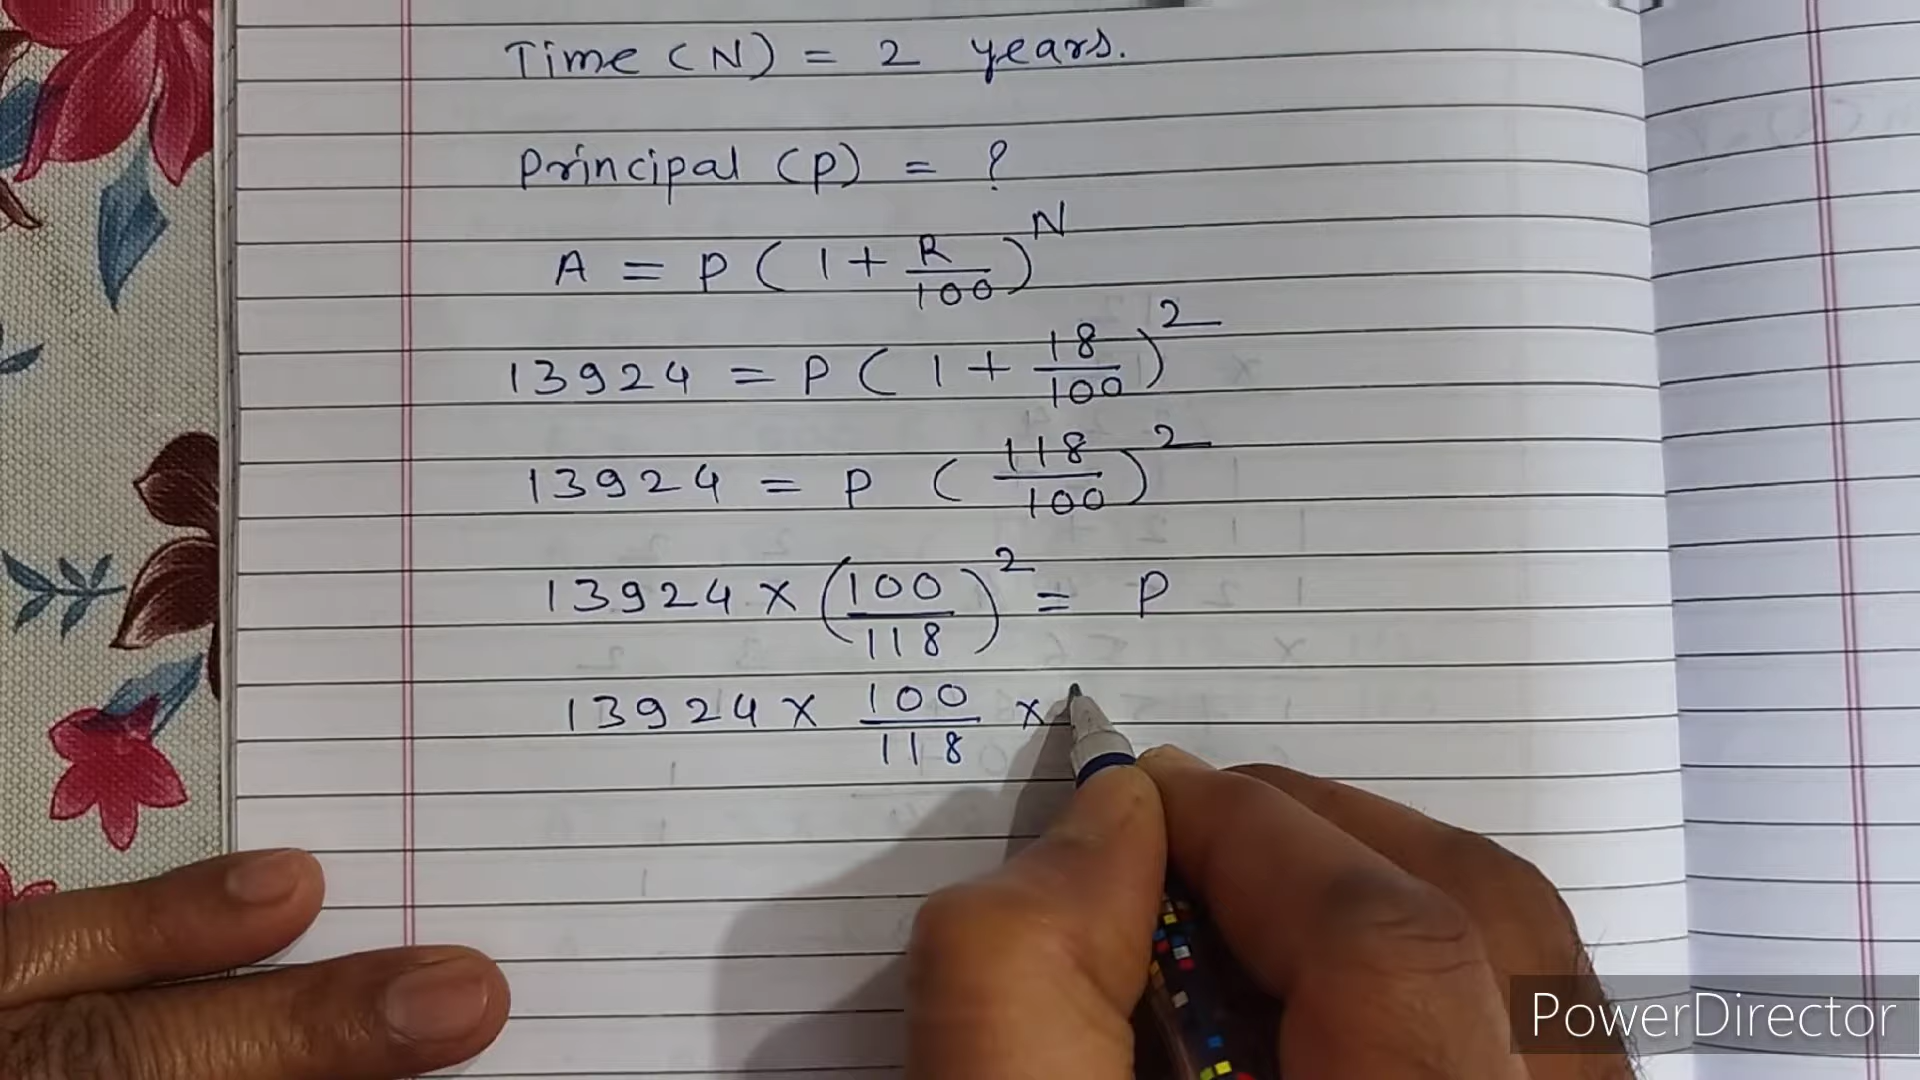 Time (N) = 2 years.
Principal (P) = ?
A = P ( 1 + R/100 )^N
13924 = P ( 1 + 18/100 )^2
13924 = P ( 118/100 )^2
13924 × ( 100/118 )^2 = P
13924 × 100/118 ×
PowerDirector